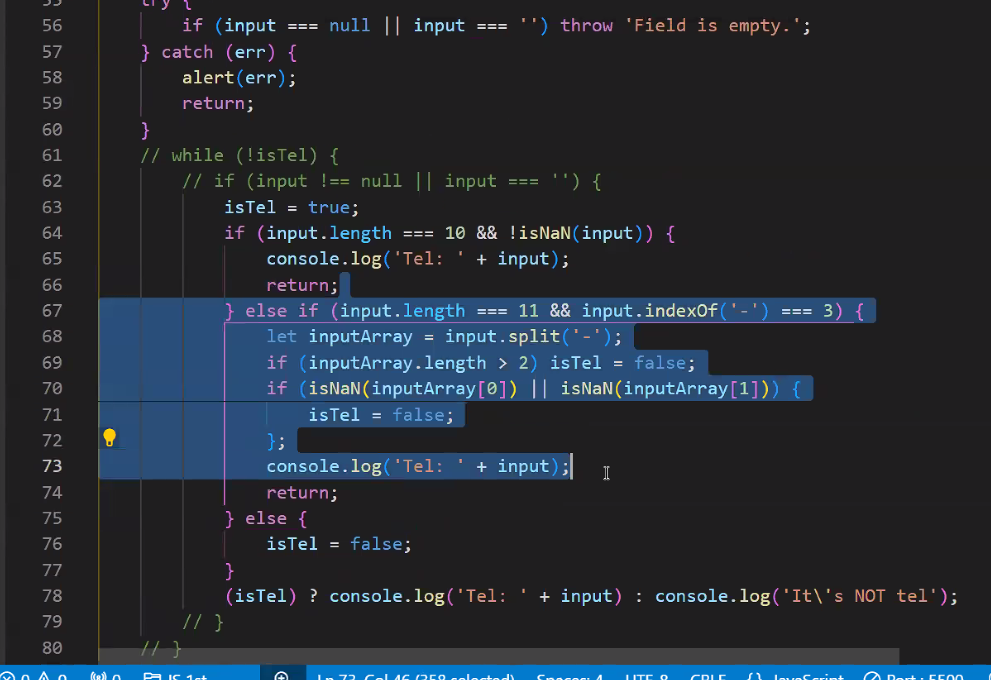 55 try {
56 if (input === null || input === '') throw 'Field is empty.';
57 } catch (err) {
58 alert(err);
59 return;
60 }
61 // while (!isTel) {
62 // if (input !== null || input === '') {
63 isTel = true;
64 if (input.length === 10 && !isNaN(input)) {
65 console.log('Tel: ' + input);
66 return;
67 } else if (input.length === 11 && input.indexOf('-') === 3) {
68 let inputArray = input.split('-');
69 if (inputArray.length > 2) isTel = false;
70 if (isNaN(inputArray[0]) || isNaN(inputArray[1])) {
71 isTel = false;
72 };
73 console.log('Tel: ' + input);
74 return;
75 } else {
76 isTel = false;
77 }
78 (isTel) ? console.log('Tel: ' + input) : console.log('It\'s NOT tel');
79 // }
80 // }
0 0 0 JS 1st Ln 73, Col 46 (358 selected) Spaces: 4 UTF-8 CRLF {} JavaScript Port : 5500